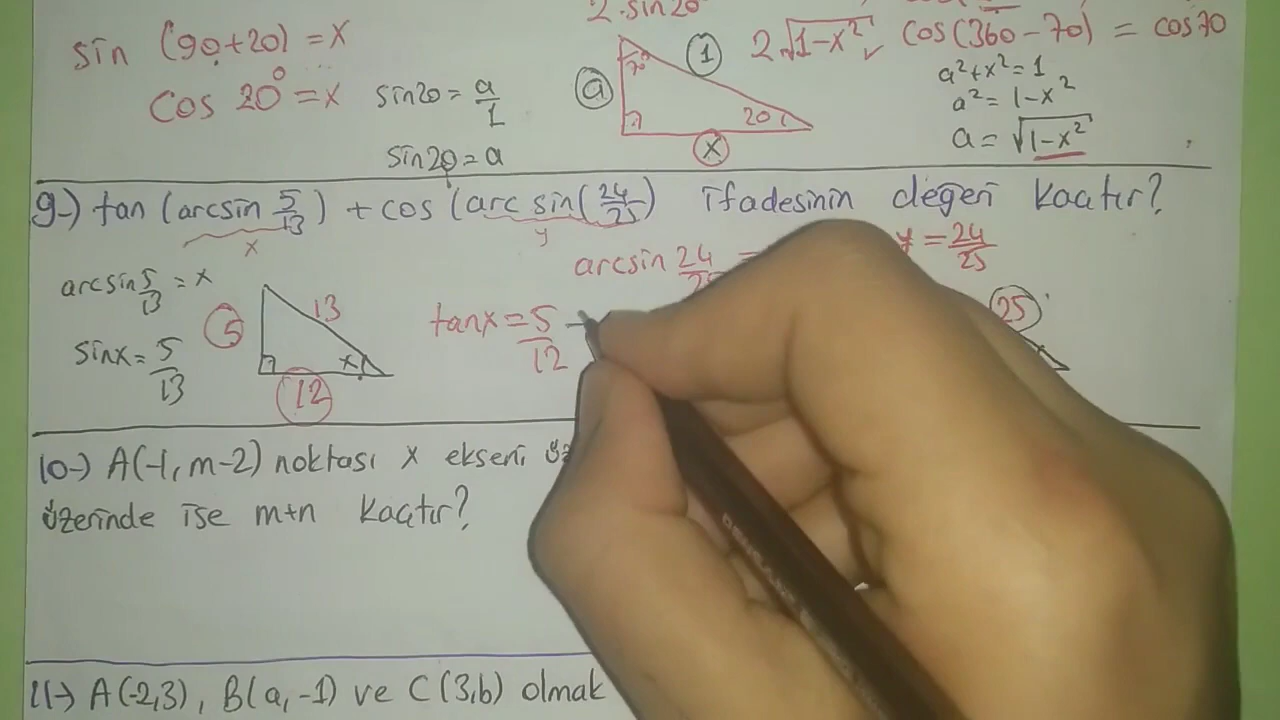 2.sin20
sin (90+20) = x
2√1-x² ✓ cos(360-70) = cos70
cos 20° = x
sin20 = a/1
sin20 = a
70 1 a 20 x
a²+x²=1
a² = 1-x²
a = √1-x²
9-) tan (arcsin 5/13) + cos (arc sin(24/25) ifadesinin değeri kaçtır?
x y
arcsin 5/13 = x
sinx = 5/13
5 13 x 12
arcsin 24
y = 24/25
tanx = 5/12
25
10-) A(-1, m-2) noktası x ekseni
üzerinde ise m+n kaçtır?
11-) A(-2,3), B(a,-1) ve C(3,b) olmak